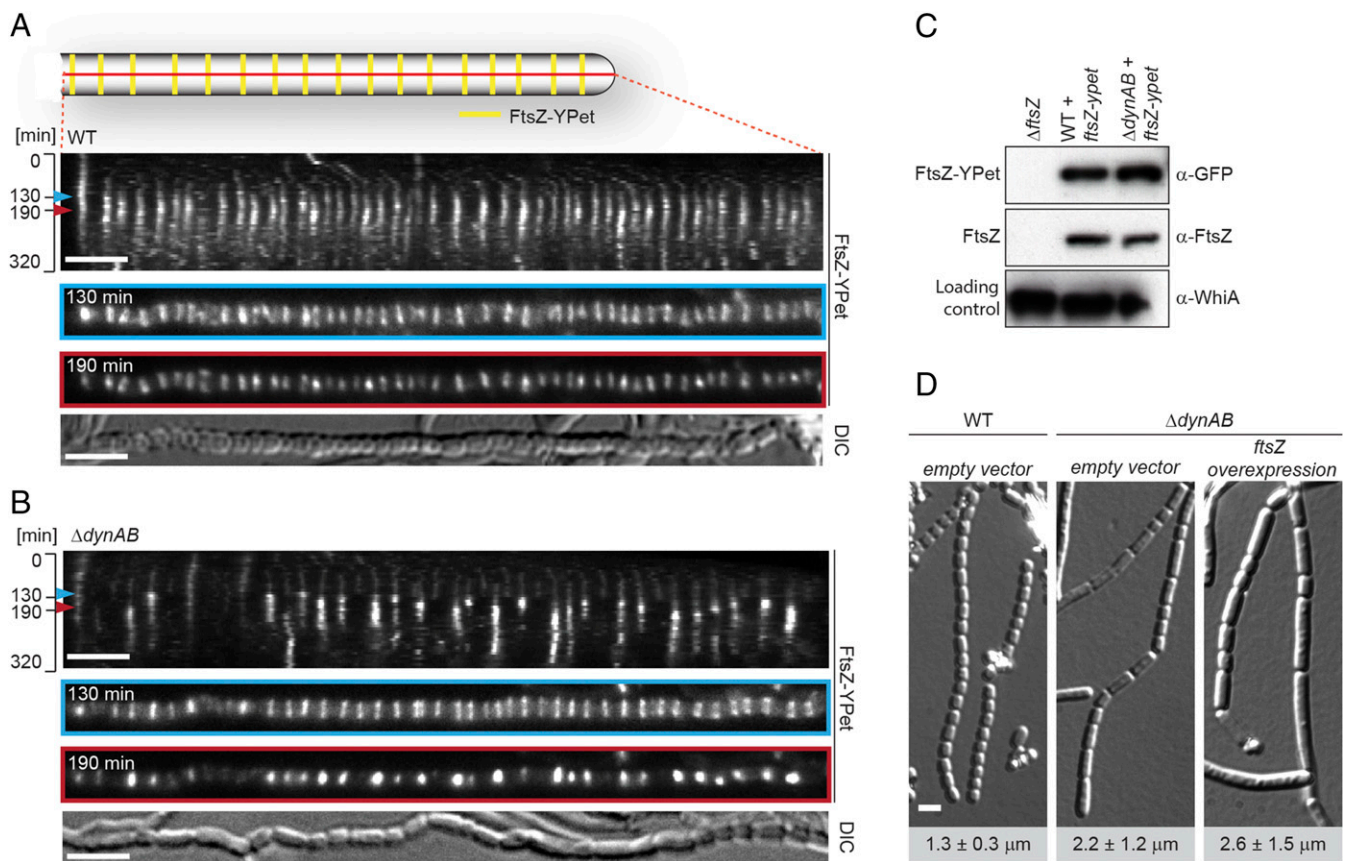 A
FtsZ-YPet
[min] WT
0
130
190
320
130 min
190 min
FtsZ-YPet
DIC
B
[min] ΔdynAB
0
130
190
320
130 min
190 min
FtsZ-YPet
DIC
C
ΔftsZ
WT +
ftsZ-ypet
ΔdynAB +
ftsZ-ypet
FtsZ-YPet α-GFP
FtsZ α-FtsZ
Loading
control
α-WhiA
D
WT ΔdynAB
empty vector empty vector ftsZ
overexpression
1.3 ± 0.3 μm 2.2 ± 1.2 μm 2.6 ± 1.5 μm